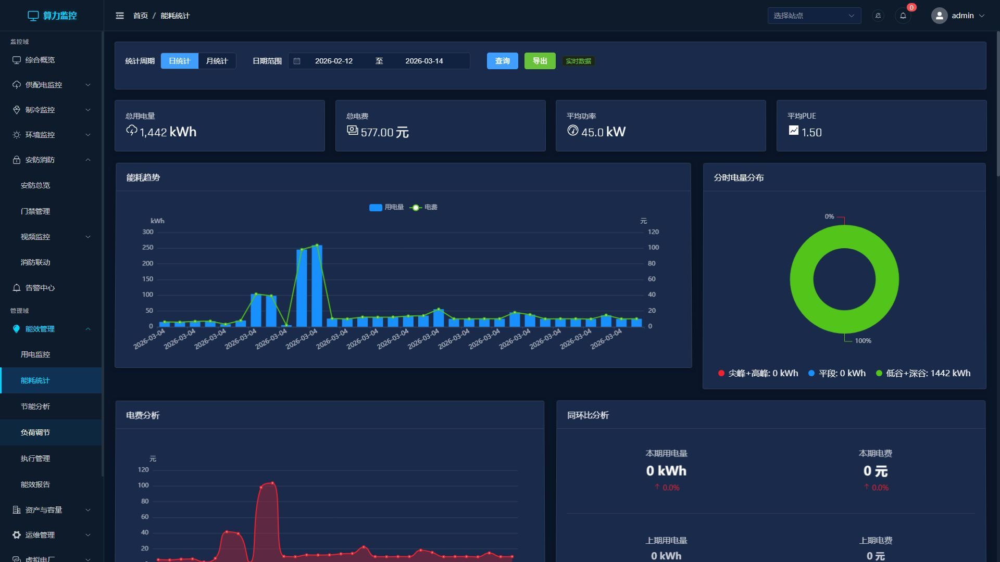 算力监控
首页 / 能耗统计
选择站点
0
admin
监控域
综合概览
供配电监控
制冷监控
环境监控
安防消防
安防总览
门禁管理
视频监控
消防联动
告警中心
管理域
能效管理
用电监控
能耗统计
节能分析
负荷调节
执行管理
能效报告
资产与容量
运维管理
虚拟电厂
统计周期 日统计 月统计 日期范围 2026-02-12 至 2026-03-14 查询 导出 实时数据
总用电量
1,442 kWh
总电费
577.00 元
平均功率
45.0 kW
平均PUE
1.50
能耗趋势
用电量 电费
kWh 元
300 120
250 100
200 80
150 60
100 40
50 20
0 0
2026-03-04 2026-03-04 2026-03-04 2026-03-04 2026-03-04 2026-03-04 2026-03-04 2026-03-04 2026-03-04 2026-03-04 2026-03-04 2026-03-04 2026-03-04 2026-03-04 2026-03-04 2026-03-04
分时电量分布
0%
100%
尖峰+高峰: 0 kWh 平段: 0 kWh 低谷+深谷: 1442 kWh
电费分析
元
120
100
80
60
40
20
同环比分析
本期用电量
0 kWh
↑ 0.0%
本期电费
0 元
↑ 0.0%
上期用电量
0 kWh
上期电费
0 元